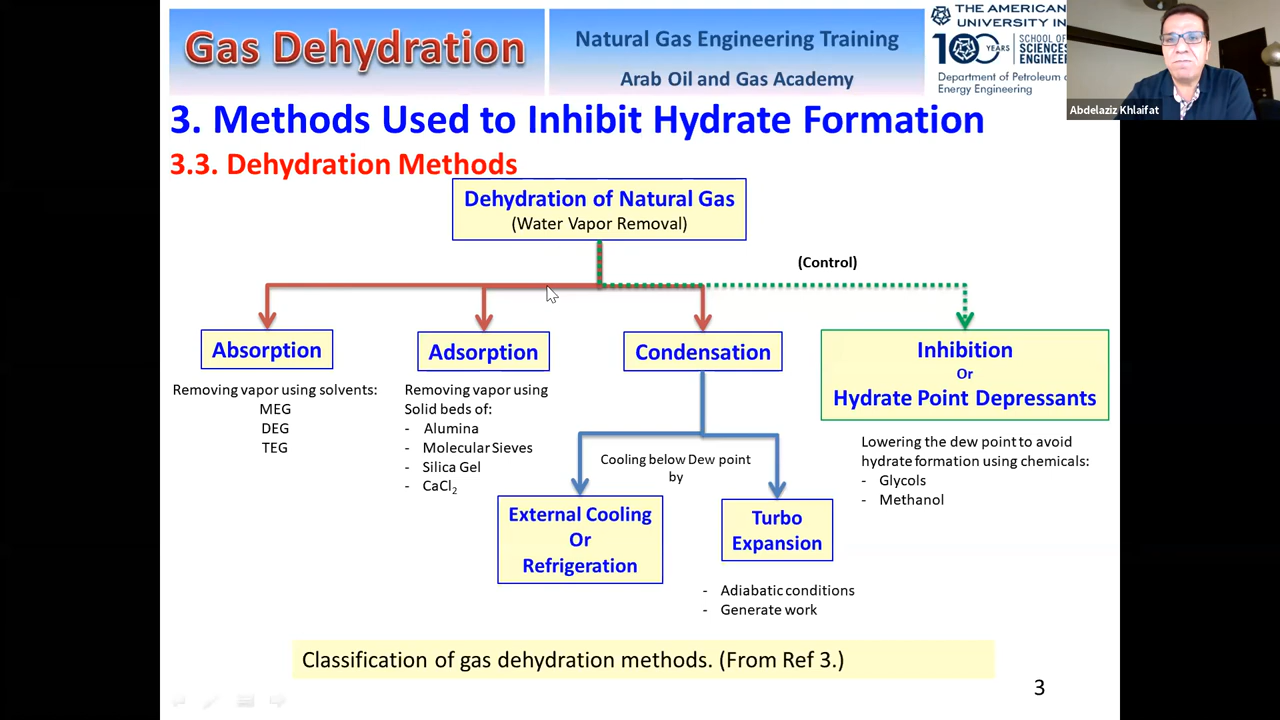 Gas Dehydration
Natural Gas Engineering Training
Arab Oil and Gas Academy
THE AMERICAN
UNIVERSITY IN
100 YEARS
SCHOOL OF
SCIENCES
ENGINEER
Department of Petroleum
Energy Engineering
Abdelaziz Khlaifat
3. Methods Used to Inhibit Hydrate Formation
3.3. Dehydration Methods
Dehydration of Natural Gas
(Water Vapor Removal)
(Control)
Absorption
Removing vapor using solvents:
MEG
DEG
TEG
Adsorption
Removing vapor using
Solid beds of:
- Alumina
- Molecular Sieves
- Silica Gel
- CaCl2
Condensation
Cooling below Dew point
by
External Cooling
Or
Refrigeration
Turbo
Expansion
- Adiabatic conditions
- Generate work
Inhibition
Or
Hydrate Point Depressants
Lowering the dew point to avoid
hydrate formation using chemicals:
- Glycols
- Methanol
Classification of gas dehydration methods. (From Ref 3.)
3